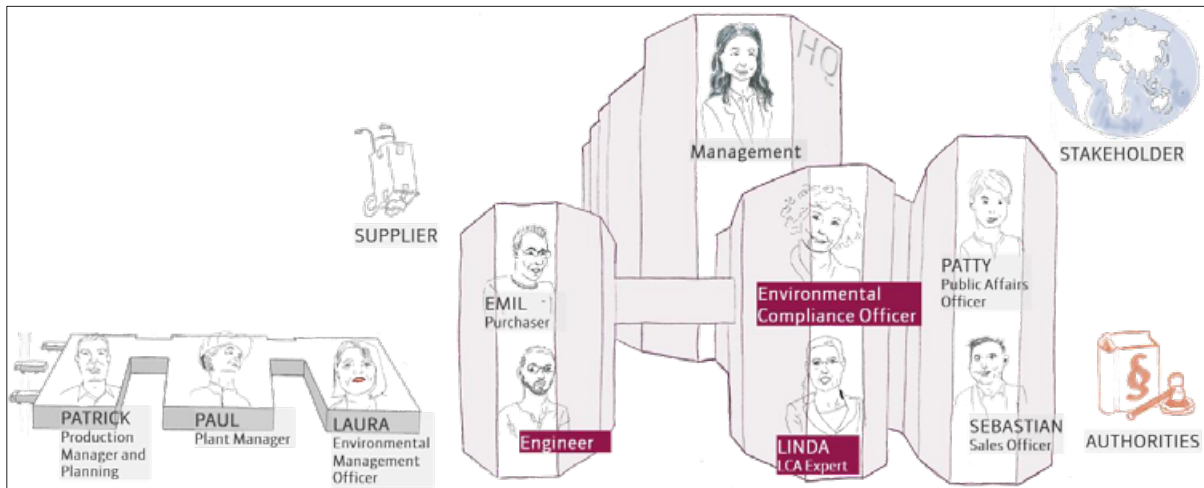 HQ
Management
STAKEHOLDER
SUPPLIER
EMIL
Purchaser
Environmental
Compliance Officer
PATTY
Public Affairs
Officer
PATRICK
Production
Manager and
Planning
PAUL
Plant Manager
LAURA
Environmental
Management
Officer
Engineer
LINDA
LCA Expert
SEBASTIAN
Sales Officer
§
AUTHORITIES